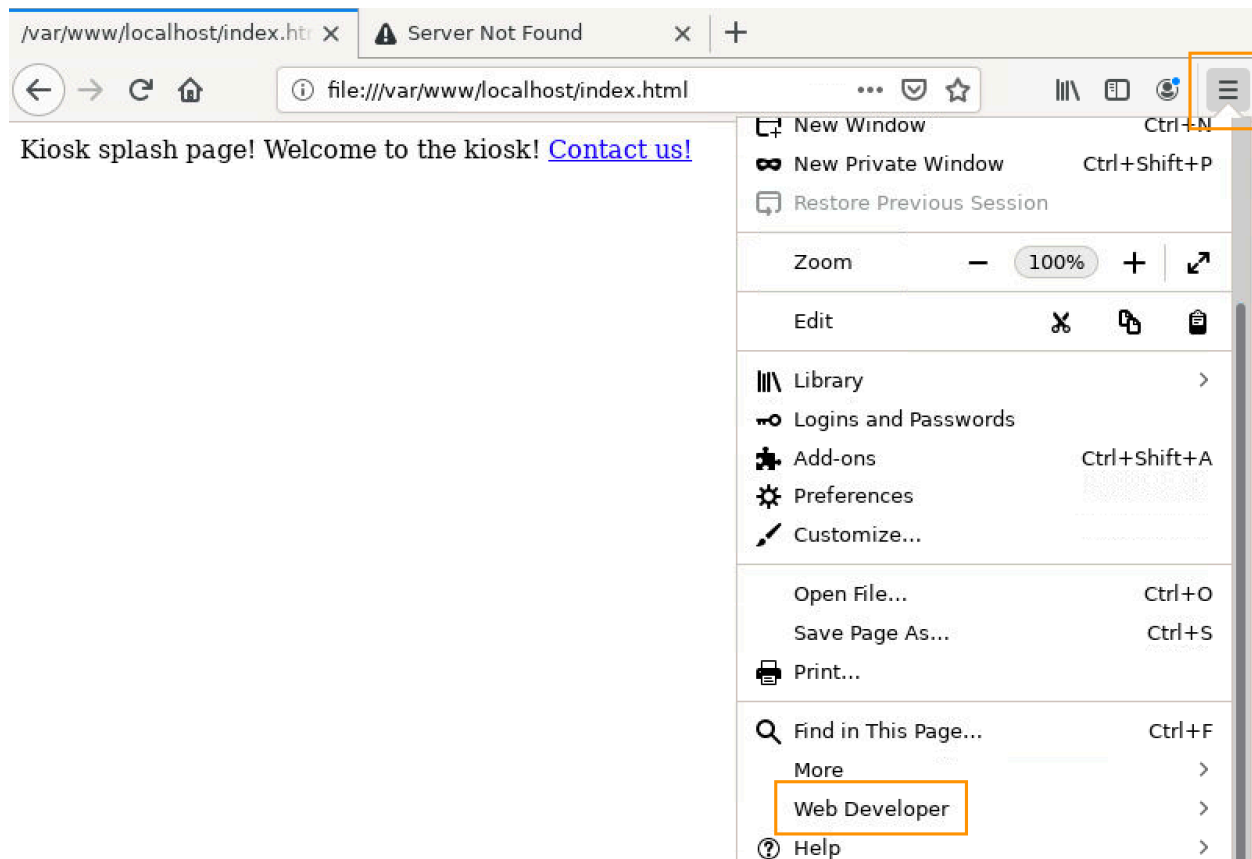 /var/www/localhost/index.ht Server Not Found
file:///var/www/localhost/index.html
Kiosk splash page! Welcome to the kiosk! Contact us!
New Window Ctrl+N
New Private Window Ctrl+Shift+P
Restore Previous Session
Zoom 100%
Edit
Library
Logins and Passwords
Add-ons Ctrl+Shift+A
Preferences
Customize...
Open File... Ctrl+O
Save Page As... Ctrl+S
Print...
Find in This Page... Ctrl+F
More
Web Developer
Help